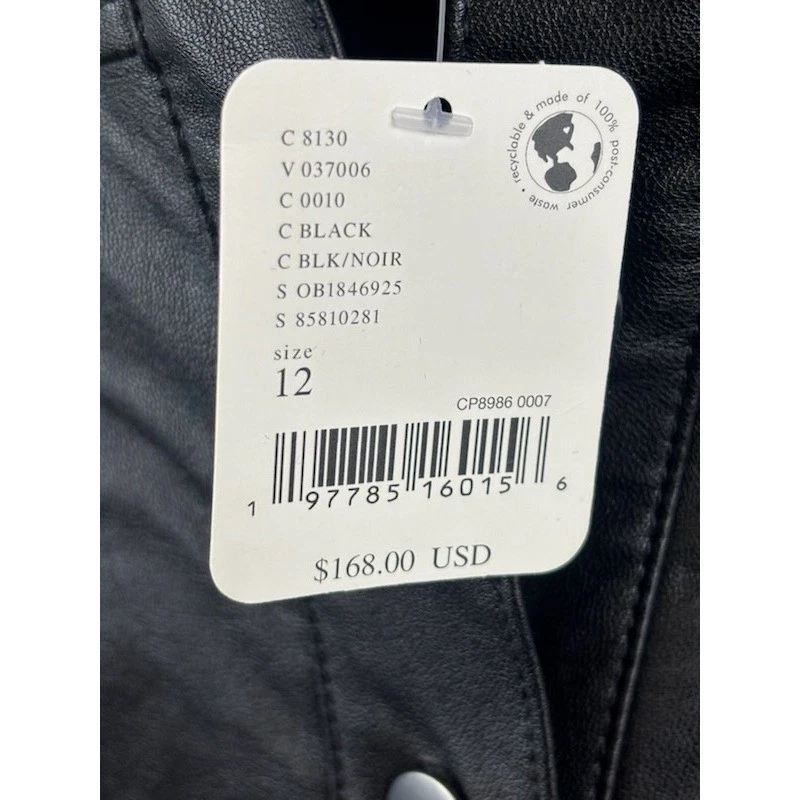 recyclable & made of 100% post-consumer waste •
C 8130
V 037006
C 0010
C BLACK
C BLK/NOIR
S OB1846925
S 85810281
size
12
CP8986 0007
1 97785 16015 6
$168.00 USD